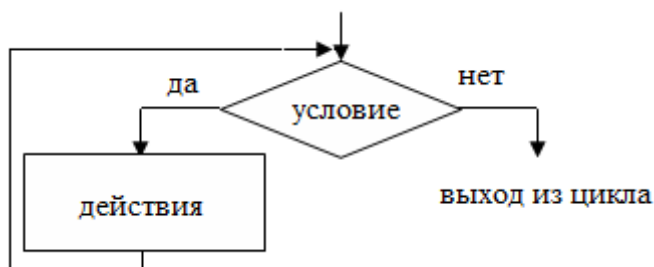 да
нет
условие
действия
выход из цикла